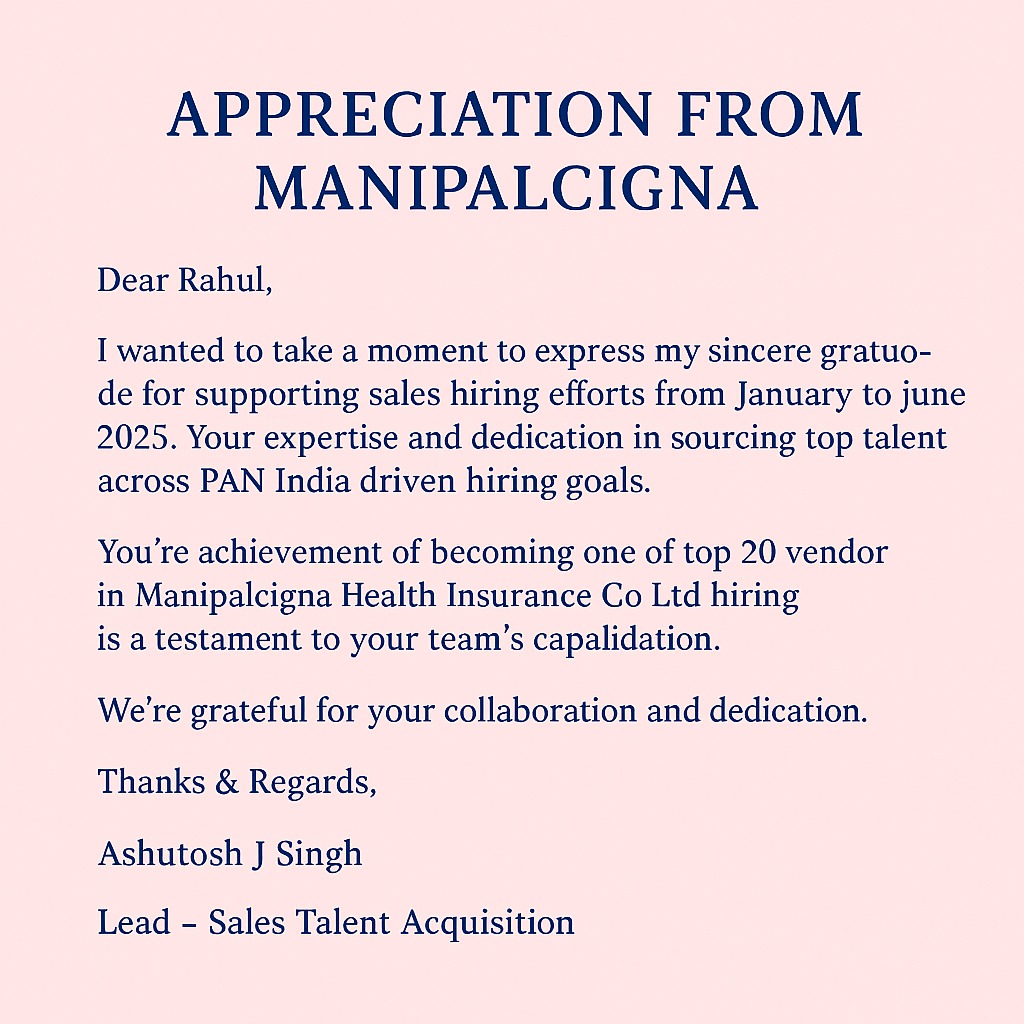 APPRECIATION FROM
MANIPALCIGNA
Dear Rahul,
I wanted to take a moment to express my sincere gratuo-
de for supporting sales hiring efforts from January to june
2025. Your expertise and dedication in sourcing top talent
across PAN India driven hiring goals.
You're achievement of becoming one of top 20 vendor
in Manipalcigna Health Insurance Co Ltd hiring
is a testament to your team's capalidation.
We're grateful for your collaboration and dedication.
Thanks & Regards,
Ashutosh J Singh
Lead – Sales Talent Acquisition